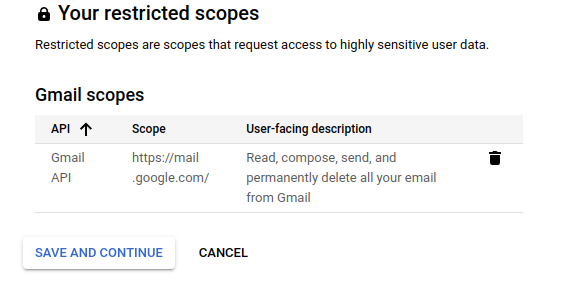 Your restricted scopes
Restricted scopes are scopes that request access to highly sensitive user data.
Gmail scopes
API Scope User-facing description
Gmail https://mail Read, compose, send, and
API .google.com/ permanently delete all your email
from Gmail
SAVE AND CONTINUE CANCEL